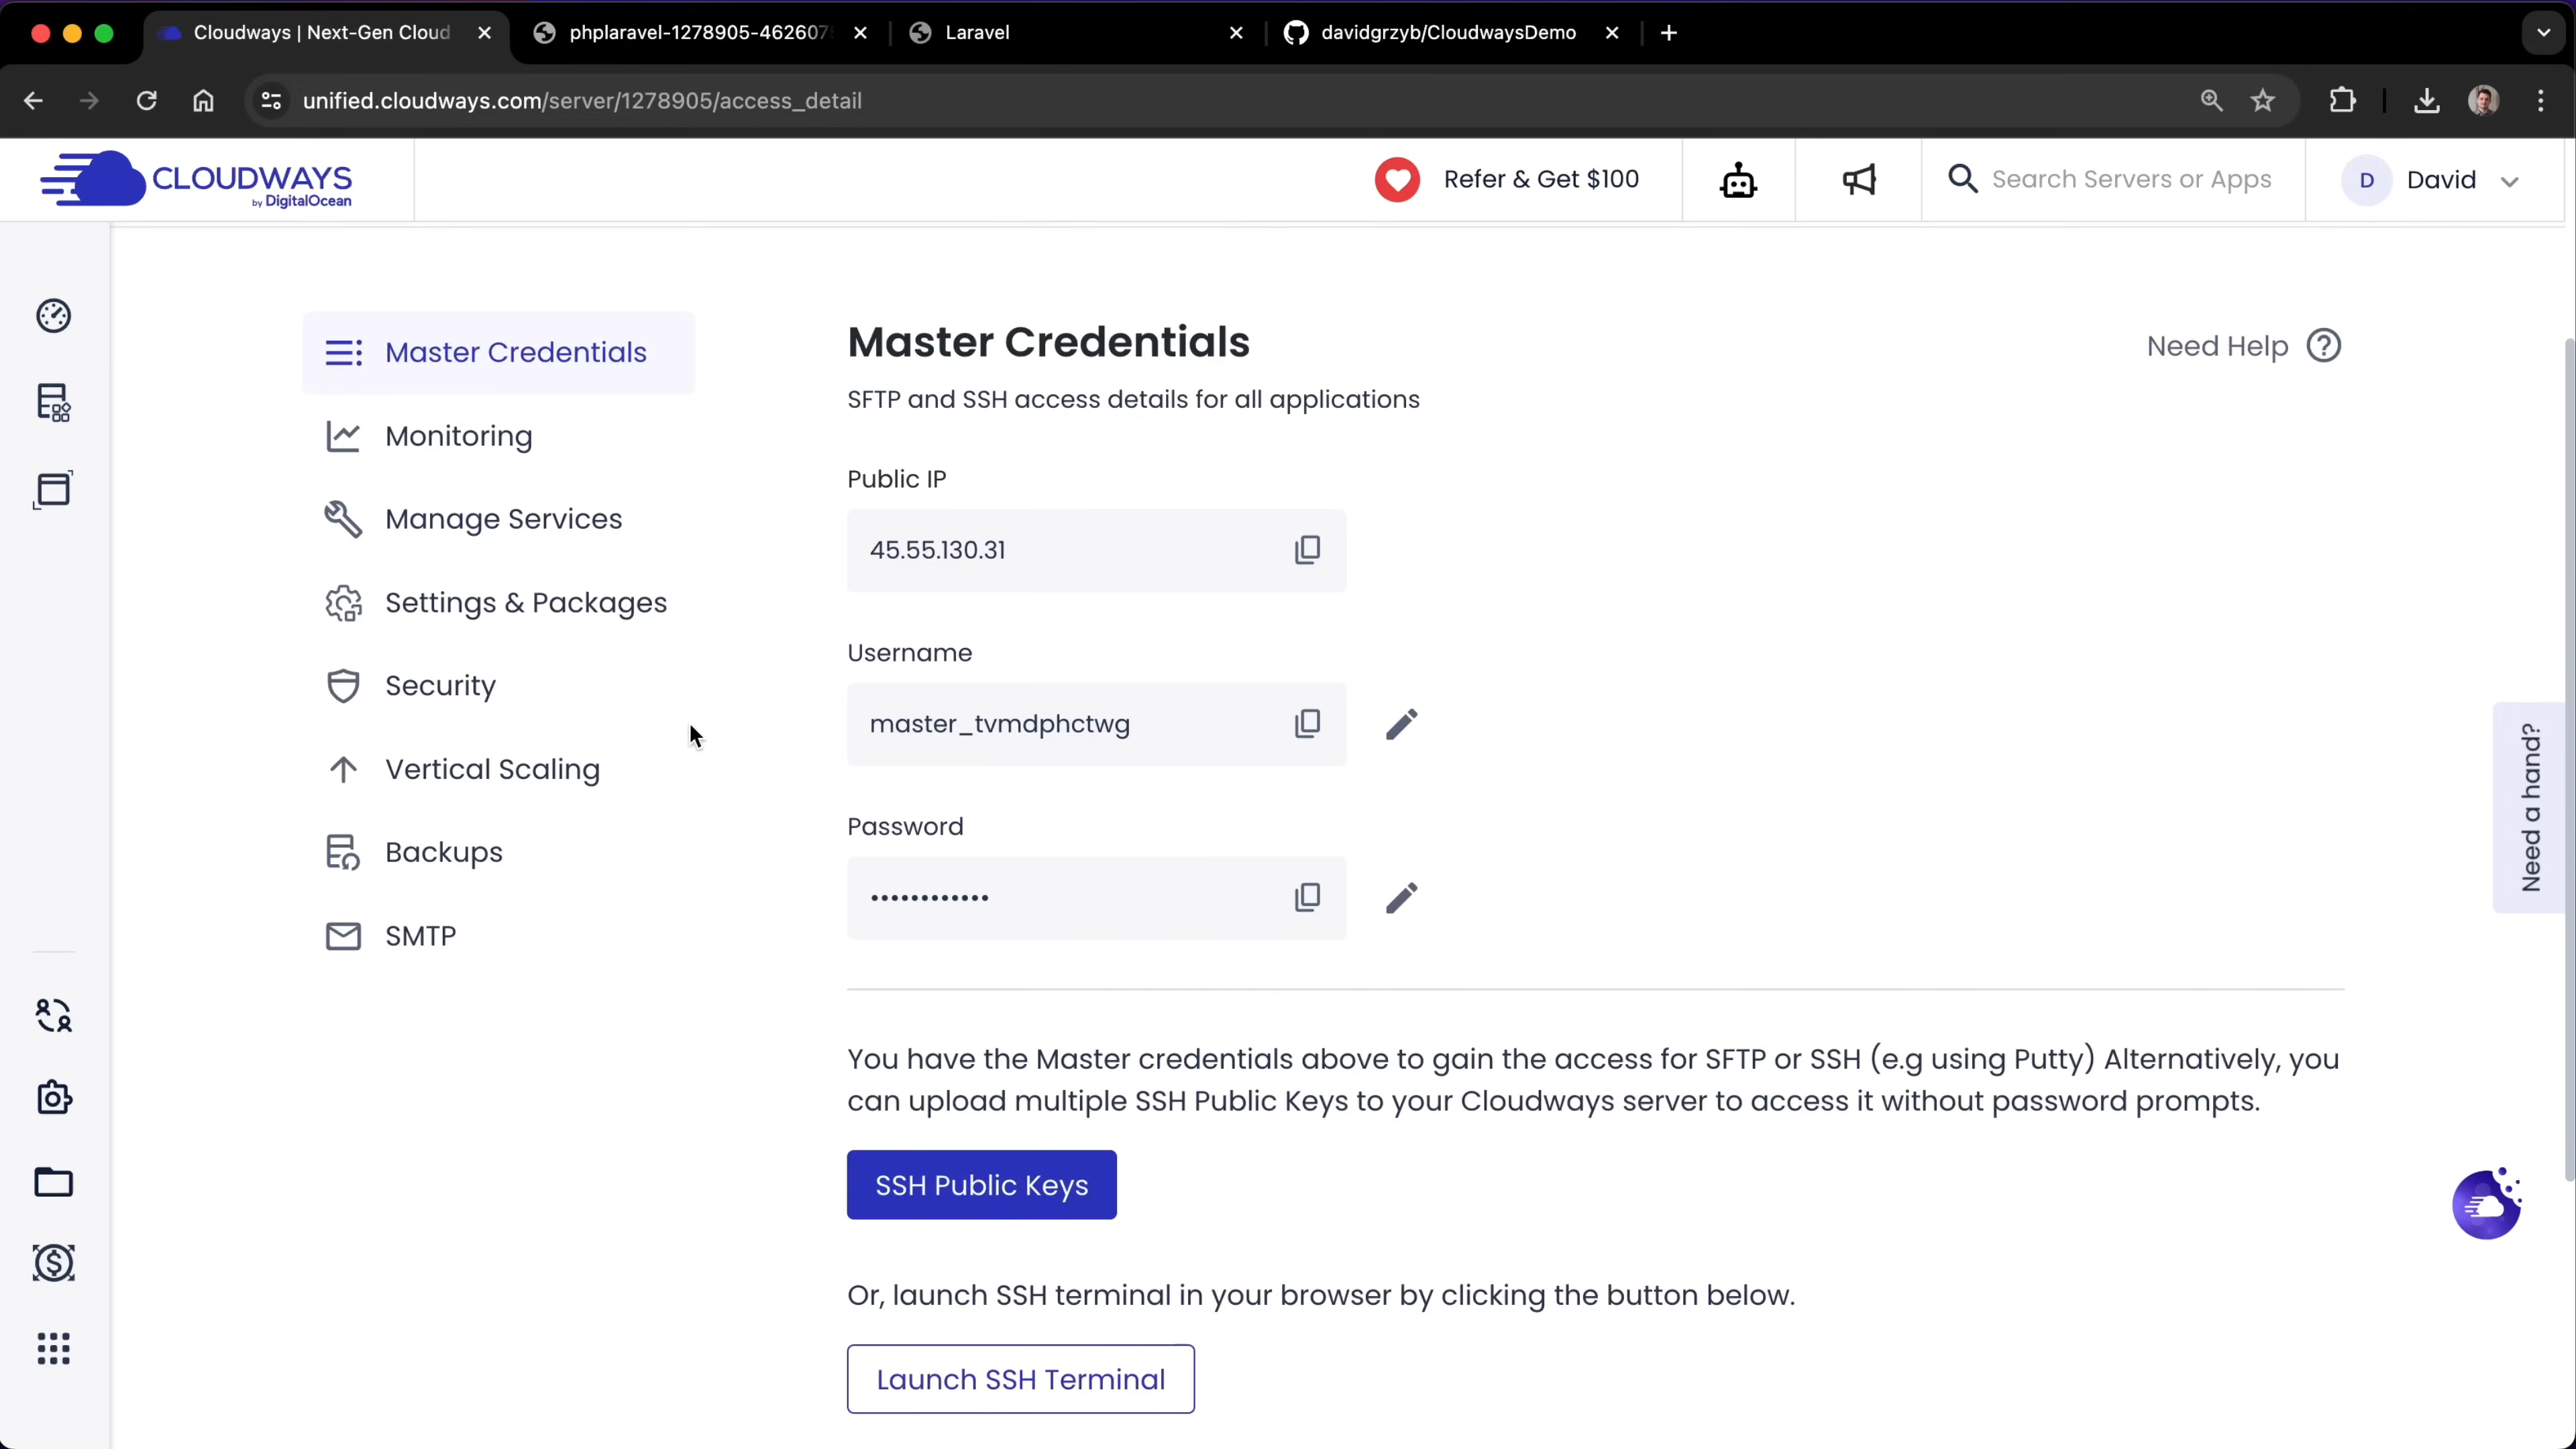 Cloudways | Next-Gen Cloud
phplaravel-1278905-462607
Laravel
davidgrzyb/CloudwaysDemo
unified.cloudways.com/server/1278905/access_detail
CLOUDWAYS
by DigitalOcean
Refer & Get $100
Search Servers or Apps
D
David
Master Credentials
Monitoring
Manage Services
Settings & Packages
Security
Vertical Scaling
Backups
SMTP
Master Credentials
Need Help
SFTP and SSH access details for all applications
Public IP
45.55.130.31
Username
master_tvmdphctwg
Password
••••••••••••
You have the Master credentials above to gain the access for SFTP or SSH (e.g using Putty) Alternatively, you
can upload multiple SSH Public Keys to your Cloudways server to access it without password prompts.
SSH Public Keys
Or, launch SSH terminal in your browser by clicking the button below.
Launch SSH Terminal
Need a hand?